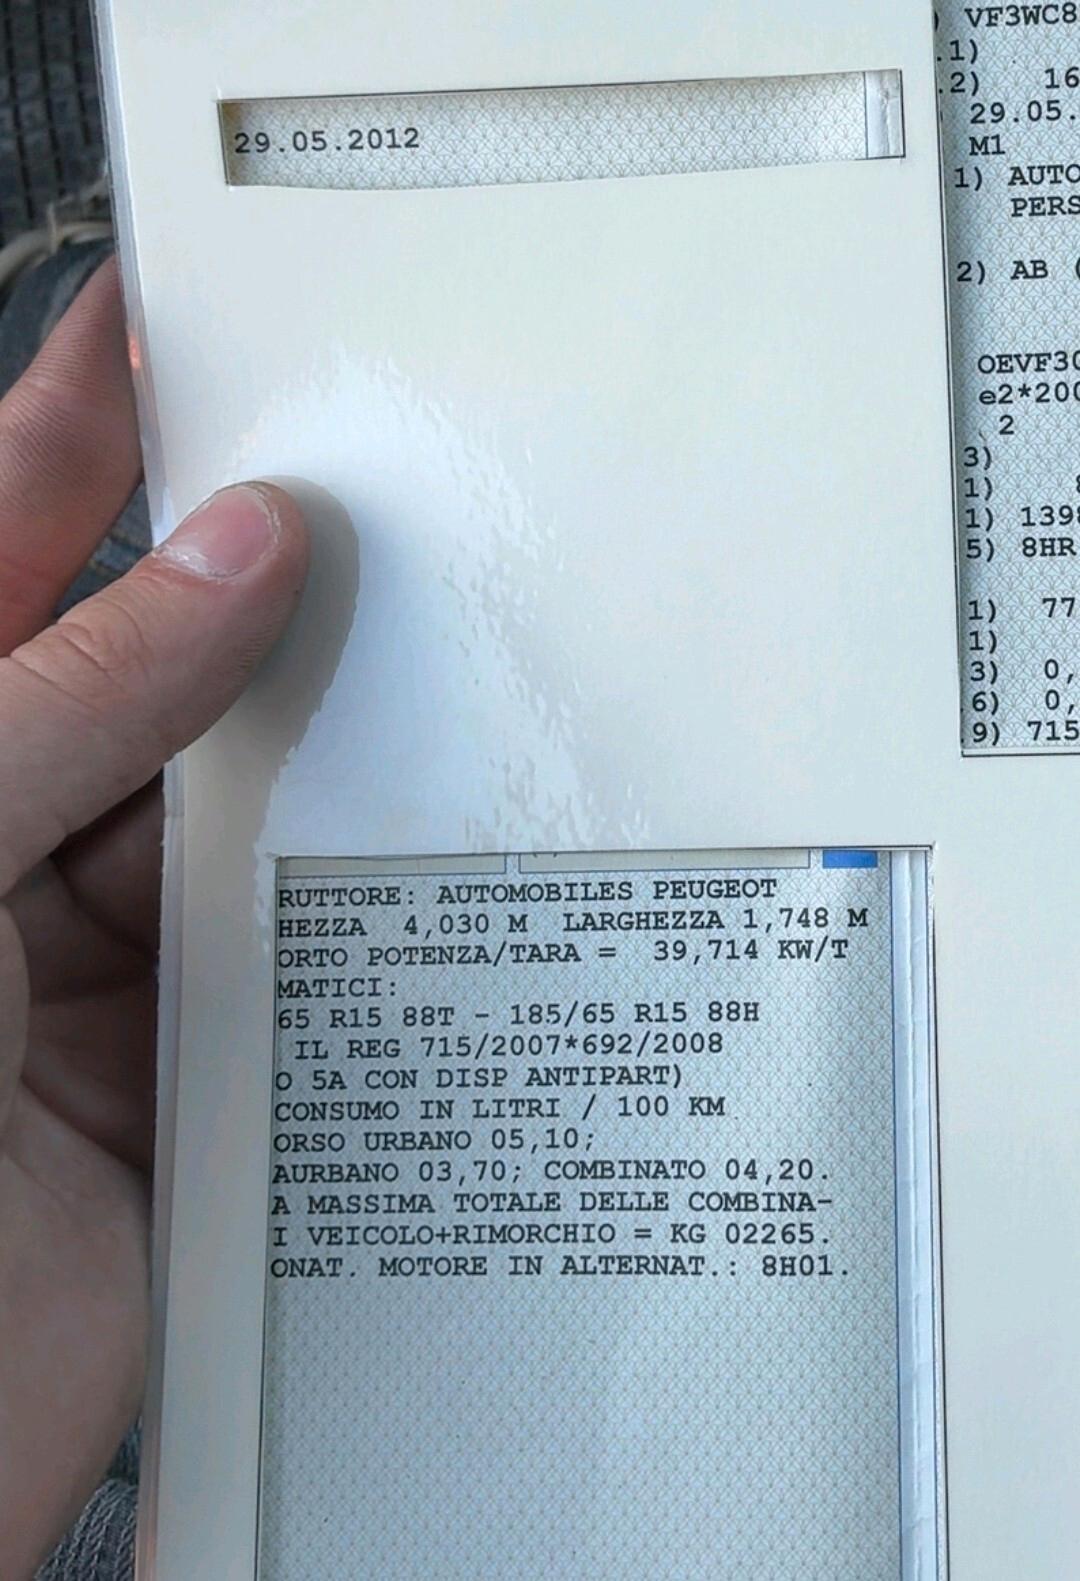 29.05.2012
RUTTORE: AUTOMOBILES PEUGEOT
HEZZA 4,030 M LARGHEZZA 1,748 M
ORTO POTENZA/TARA = 39,714 KW/T
MATICI:
65 R15 88T - 185/65 R15 88H
IL REG 715/2007*692/2008
O 5A CON DISP ANTIPART)
CONSUMO IN LITRI / 100 KM
ORSO URBANO 05,10;
AURBANO 03,70; COMBINATO 04,20.
A MASSIMA TOTALE DELLE COMBINA-
I VEICOLO+RIMORCHIO = KG 02265.
ONAT. MOTORE IN ALTERNAT.: 8H01.
) VF3WC8
.1)
.2) 16
29.05.
M1
1) AUTO
PERS
2) AB (
OEVF30
e2*200
2
3)
1) 8
1) 1398
5) 8HR
1) 77
1)
3) 0,
6) 0,
9) 715